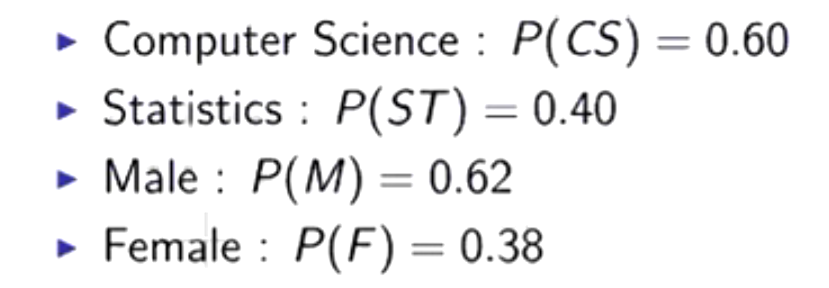 ▶ Computer Science : P(CS) = 0.60
▶ Statistics : P(ST) = 0.40
▶ Male : P(M) = 0.62
▶ Female : P(F) = 0.38